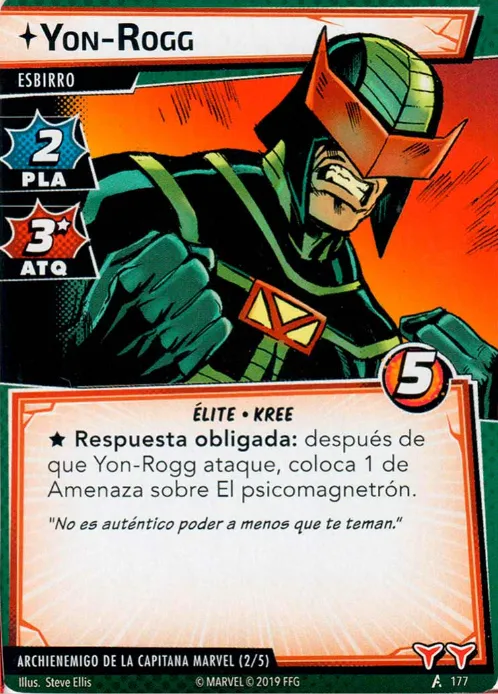 Yon-Rogg
ESBIRRO
2
PLA
3★
ATQ
5
ÉLITE • KREE
★ Respuesta obligada: después de
que Yon-Rogg ataque, coloca 1 de
Amenaza sobre El psicomagnetrón.
"No es auténtico poder a menos que te teman."
ARCHIENEMIGO DE LA CAPITANA MARVEL (2/5)
Illus. Steve Ellis
© MARVEL © 2019 FFG
177